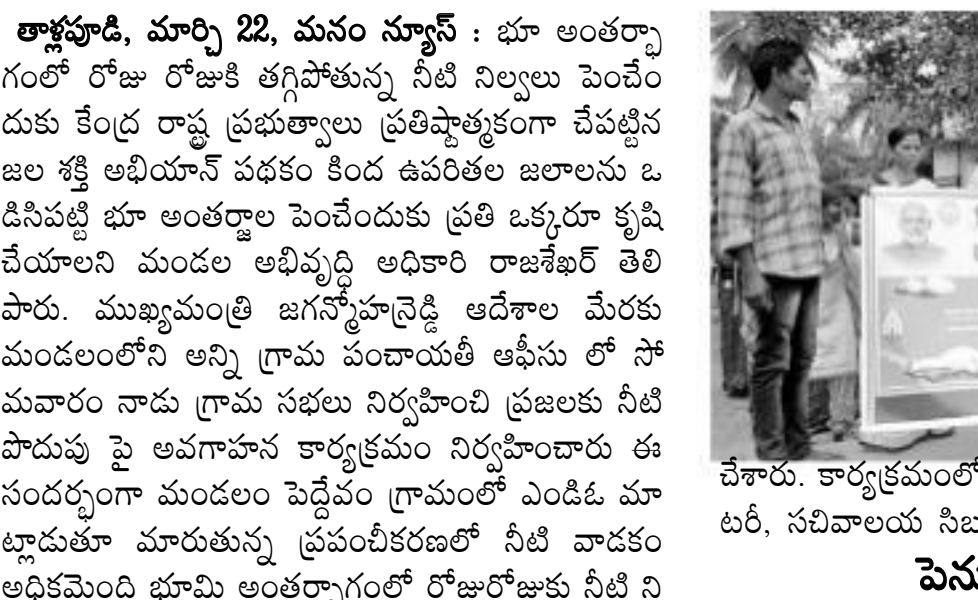 తాళ్లపూడి, మార్చి 22, మనం న్యూస్ : భూ అంతర్భా
గంలో రోజు రోజుకి తగ్గిపోతున్న నీటి నిల్వలు పెంచేం
దుకు కేంద్ర రాష్ట్ర ప్రభుత్వాలు ప్రతిష్టాత్మకంగా చేపట్టిన
జల శక్తి అభియాన్ పథకం కింద ఉపరితల జలాలను ఒ
డిసిపట్టి భూ అంతర్జాల పెంచేందుకు ప్రతి ఒక్కరూ కృషి
చేయాలని మండల అభివృద్ధి అధికారి రాజశేఖర్ తెలి
పారు. ముఖ్యమంత్రి జగన్మోహన్రెడ్డి ఆదేశాల మేరకు
మండలంలోని అన్ని గ్రామ పంచాయతీ ఆఫీసు లో సో
మవారం నాడు గ్రామ సభలు నిర్వహించి ప్రజలకు నీటి
పొదుపు పై అవగాహన కార్యక్రమం నిర్వహించారు ఈ
సందర్భంగా మండలం పెద్దేవం గ్రామంలో ఎండిఓ మా
ట్లాడుతూ మారుతున్న ప్రపంచీకరణలో నీటి వాడకం
అధికమెంది భూమి అంతర్భాగంలో రోజురోజుకు నీటి ని
చేశారు. కార్యక్రమంలో
టరీ, సచివాలయ సిబ